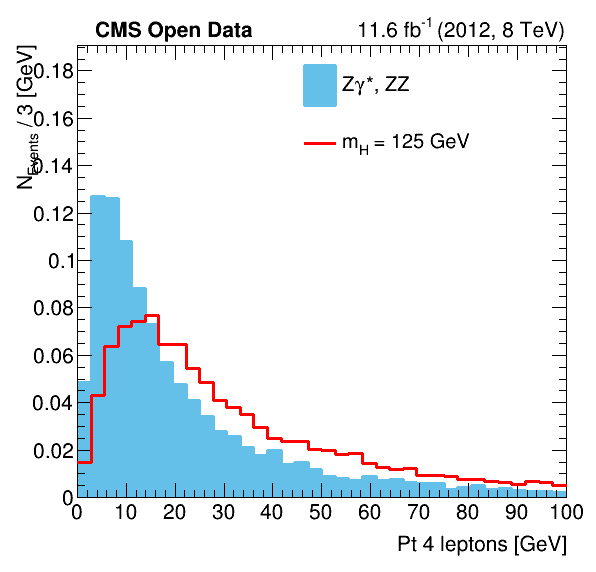 CMS Open Data 11.6 fb⁻¹ (2012, 8 TeV)
N_Events / 3 [GeV]
0.18
0.16
0.14
0.12
0.1
0.08
0.06
0.04
0.02
0
Zγ*, ZZ
m_H = 125 GeV
0 10 20 30 40 50 60 70 80 90 100
Pt 4 leptons [GeV]